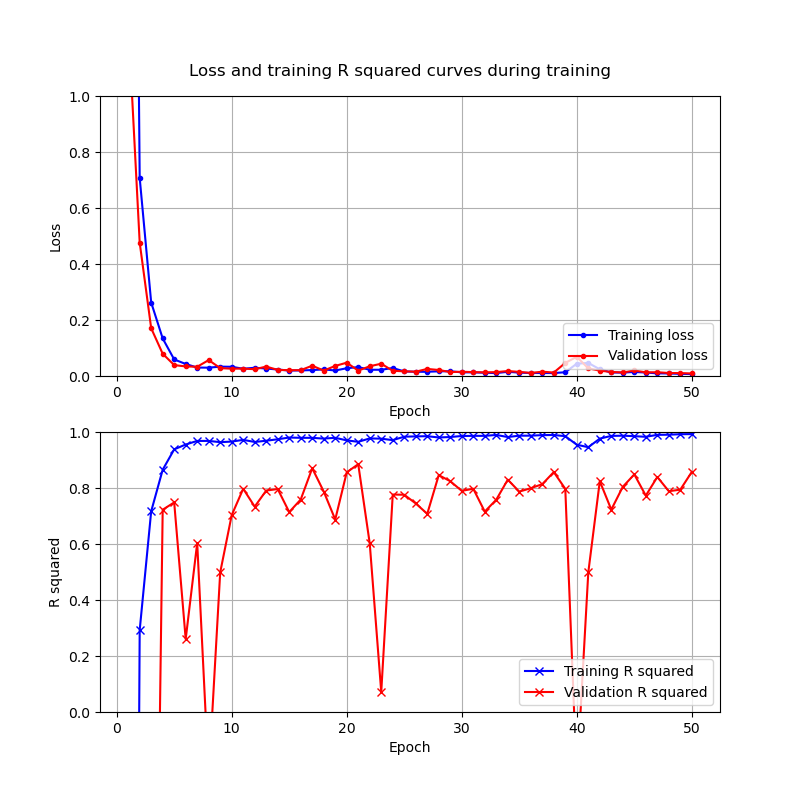 Loss and training R squared curves during training
1.0
0.8
0.6
0.4
0.2
0.0
Loss
0 10 20 30 40 50
Epoch
Training loss
Validation loss
1.0
0.8
0.6
0.4
0.2
0.0
R squared
0 10 20 30 40 50
Epoch
Training R squared
Validation R squared